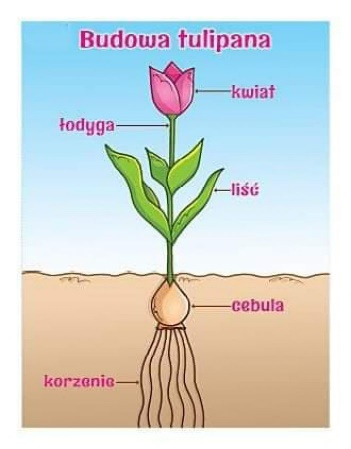 Budowa tulipana
kwiat
łodyga
liść
cebula
korzenie